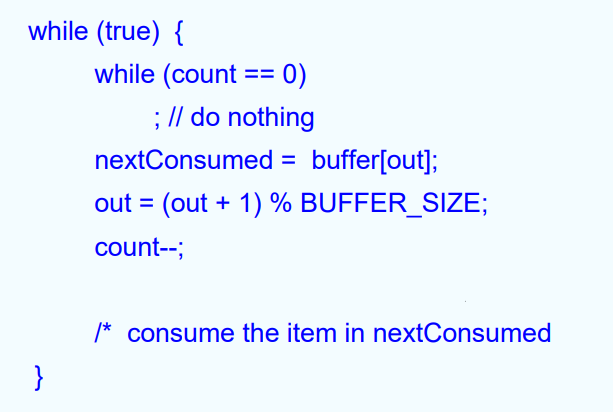 while (true) {
while (count == 0)
; // do nothing
nextConsumed = buffer[out];
out = (out + 1) % BUFFER_SIZE;
count--;
/* consume the item in nextConsumed
}